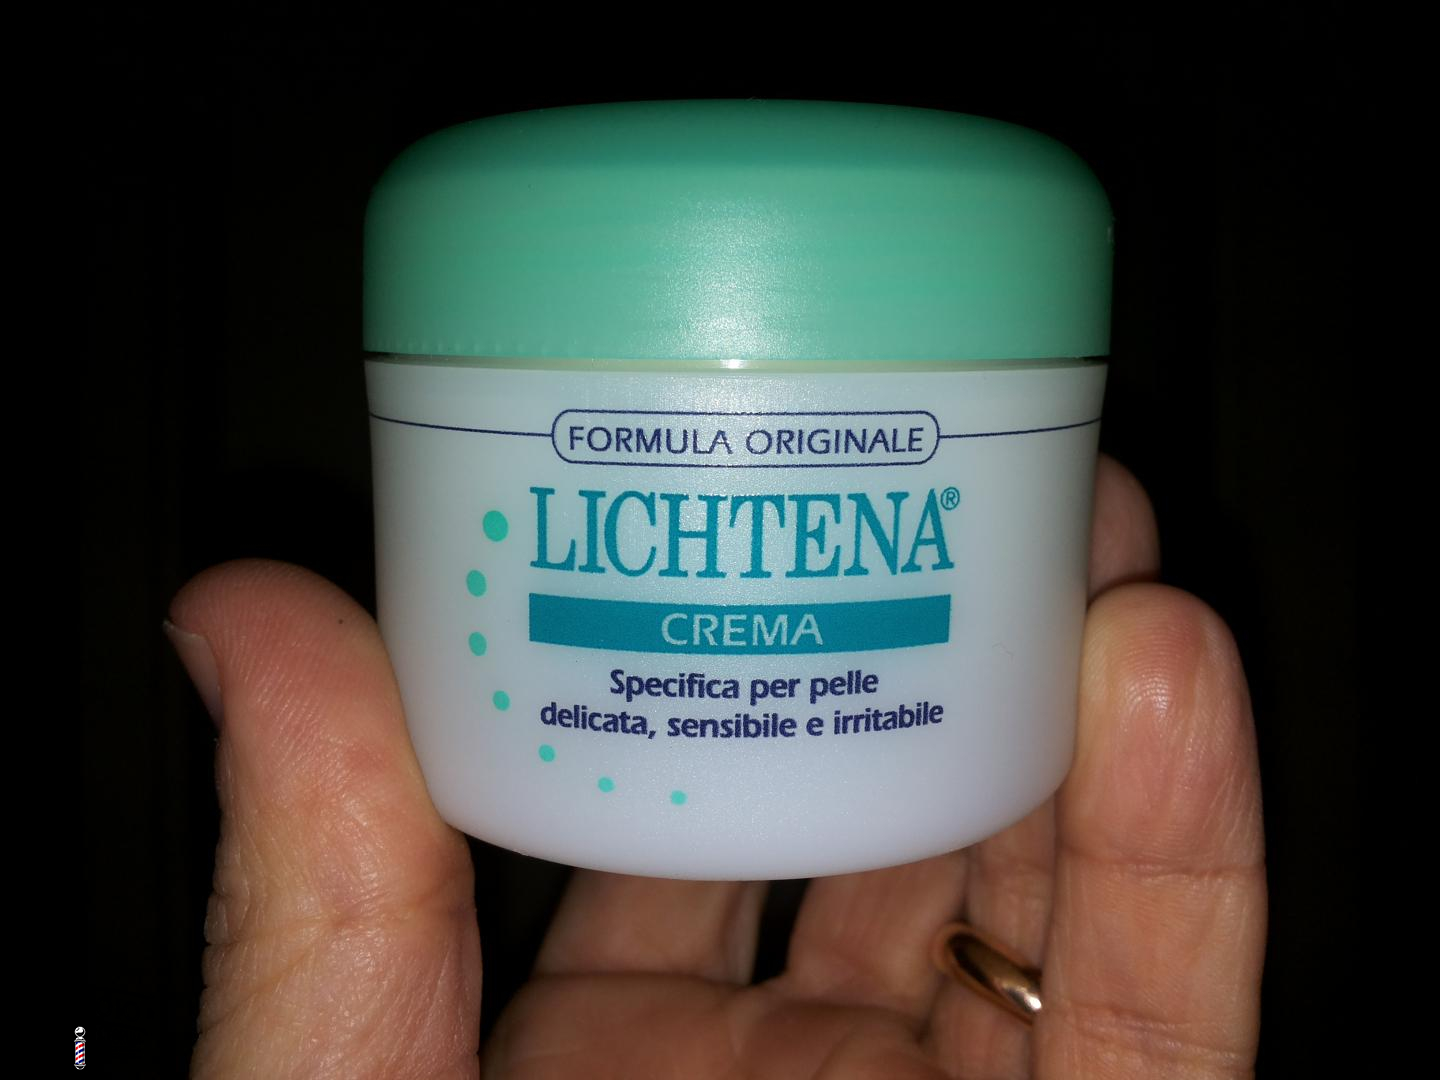 FORMULA ORIGINALE
LICHTENA®
CREMA
Specifica per pelle
delicata, sensibile e irritabile